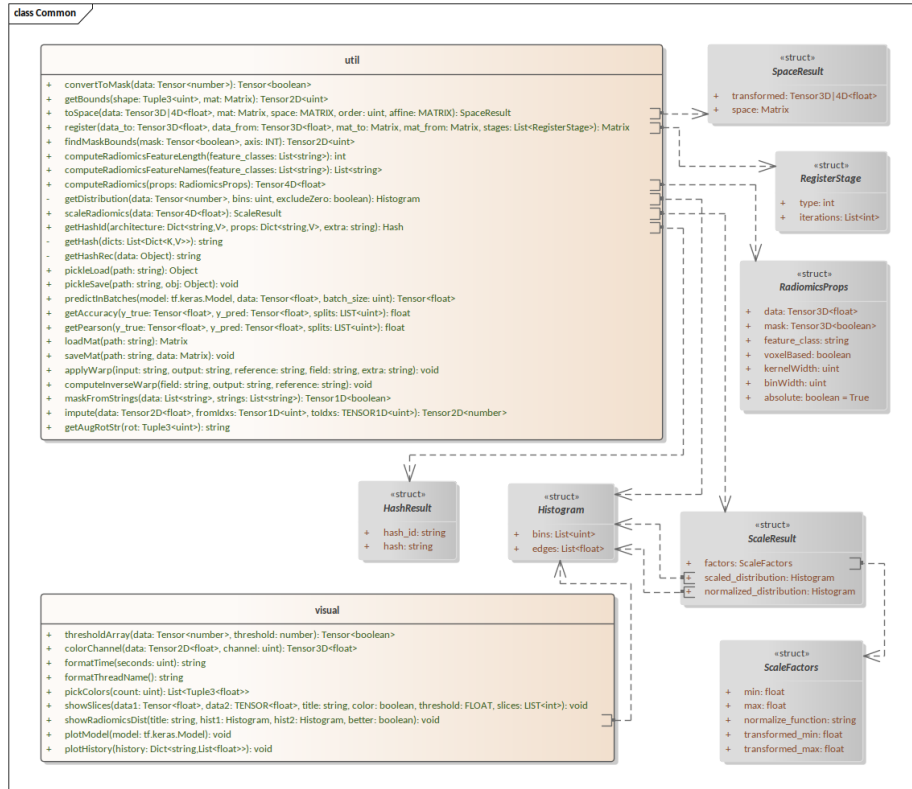 class Common
util
+ convertToMask(data: Tensor<number>): Tensor<boolean>
+ getBounds(shape: Tuple3<uint>, mat: Matrix): Tensor2D<uint>
+ toSpace(data: Tensor3D|4D<float>, mat: Matrix, space: MATRIX, order: uint, affine: MATRIX): SpaceResult
+ register(data_to: Tensor3D<float>, data_from: Tensor3D<float>, mat_to: Matrix, mat_from: Matrix, stages: List<RegisterStage>): Matrix
+ findMaskBounds(mask: Tensor<boolean>, axis: INT): Tensor2D<uint>
+ computeRadiomicsFeatureLength(feature_classes: List<string>): int
+ computeRadiomicsFeatureNames(feature_classes: List<string>): List<string>
+ computeRadiomics(props: RadiomicsProps): Tensor4D<float>
- getDistribution(data: Tensor<number>, bins: uint, excludeZero: boolean): Histogram
+ scaleRadiomics(data: Tensor4D<float>): ScaleResult
+ getHashId(architecture: Dict<string,V>, props: Dict<string,V>, extra: string): Hash
- getHash(dicts: List<Dict<K,V>>): string
- getHashRec(data: Object): string
+ pickleLoad(path: string): Object
+ pickleSave(path: string, obj: Object): void
+ predictInBatches(model: tf.keras.Model, data: Tensor<float>, batch_size: uint): Tensor<float>
+ getAccuracy(y_true: Tensor<float>, y_pred: Tensor<float>, splits: LIST<uint>): float
+ getPearson(y_true: Tensor<float>, y_pred: Tensor<float>, splits: LIST<uint>): float
+ loadMat(path: string): Matrix
+ saveMat(path: string, data: Matrix): void
+ applyWarp(input: string, output: string, reference: string, field: string, extra: string): void
+ computeInverseWarp(field: string, output: string, reference: string): void
+ maskFromStrings(data: List<string>, strings: List<string>): Tensor1D<boolean>
+ impute(data: Tensor2D<float>, fromIdxs: Tensor1D<uint>, toIdxs: TENSOR1D<uint>): Tensor2D<number>
+ getAugRotStr(rot: Tuple3<uint>): string
«struct»
SpaceResult
+ transformed: Tensor3D|4D<float>
+ space: Matrix
«struct»
RegisterStage
+ type: int
+ iterations: List<int>
«struct»
RadiomicsProps
+ data: Tensor3D<float>
+ mask: Tensor3D<boolean>
+ feature_class: string
+ voxelBased: boolean
+ kernelWidth: uint
+ binWidth: uint
+ absolute: boolean = True
«struct»
HashResult
+ hash_id: string
+ hash: string
«struct»
Histogram
+ bins: List<uint>
+ edges: List<float>
«struct»
ScaleResult
+ factors: ScaleFactors
+ scaled_distribution: Histogram
+ normalized_distribution: Histogram
visual
+ thresholdArray(data: Tensor<number>, threshold: number): Tensor<boolean>
+ colorChannel(data: Tensor2D<float>, channel: uint): Tensor3D<float>
+ formatTime(seconds: uint): string
+ formatThreadName(): string
+ pickColors(count: uint): List<Tuple3<float>>
+ showSlices(data1: Tensor<float>, data2: TENSOR<float>, title: string, color: boolean, threshold: FLOAT, slices: LIST<int>): void
+ showRadiomicsDist(title: string, hist1: Histogram, hist2: Histogram, better: boolean): void
+ plotModel(model: tf.keras.Model): void
+ plotHistory(history: Dict<string,List<float>>): void
«struct»
ScaleFactors
+ min: float
+ max: float
+ normalize_function: string
+ transformed_min: float
+ transformed_max: float